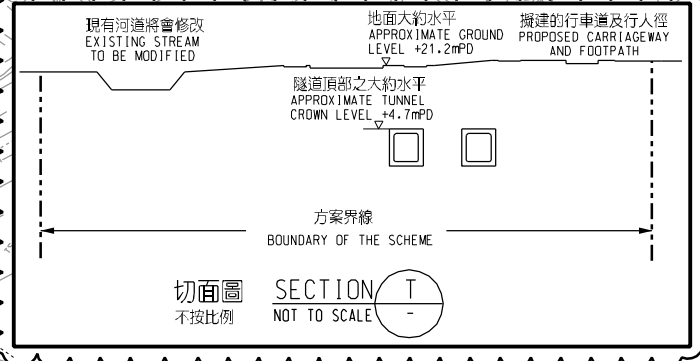 現有河道將會修改
EXISTING STREAM
TO BE MODIFIED
地面大約水平
APPROXIMATE GROUND
LEVEL +21.2mPD
擬建的行車道及行人徑
PROPOSED CARRIAGEWAY
AND FOOTPATH
隧道頂部之大約水平
APPROXIMATE TUNNEL
CROWN LEVEL +4.7mPD
方案界線
BOUNDARY OF THE SCHEME
切面圖 SECTION T
不按比例 NOT TO SCALE -